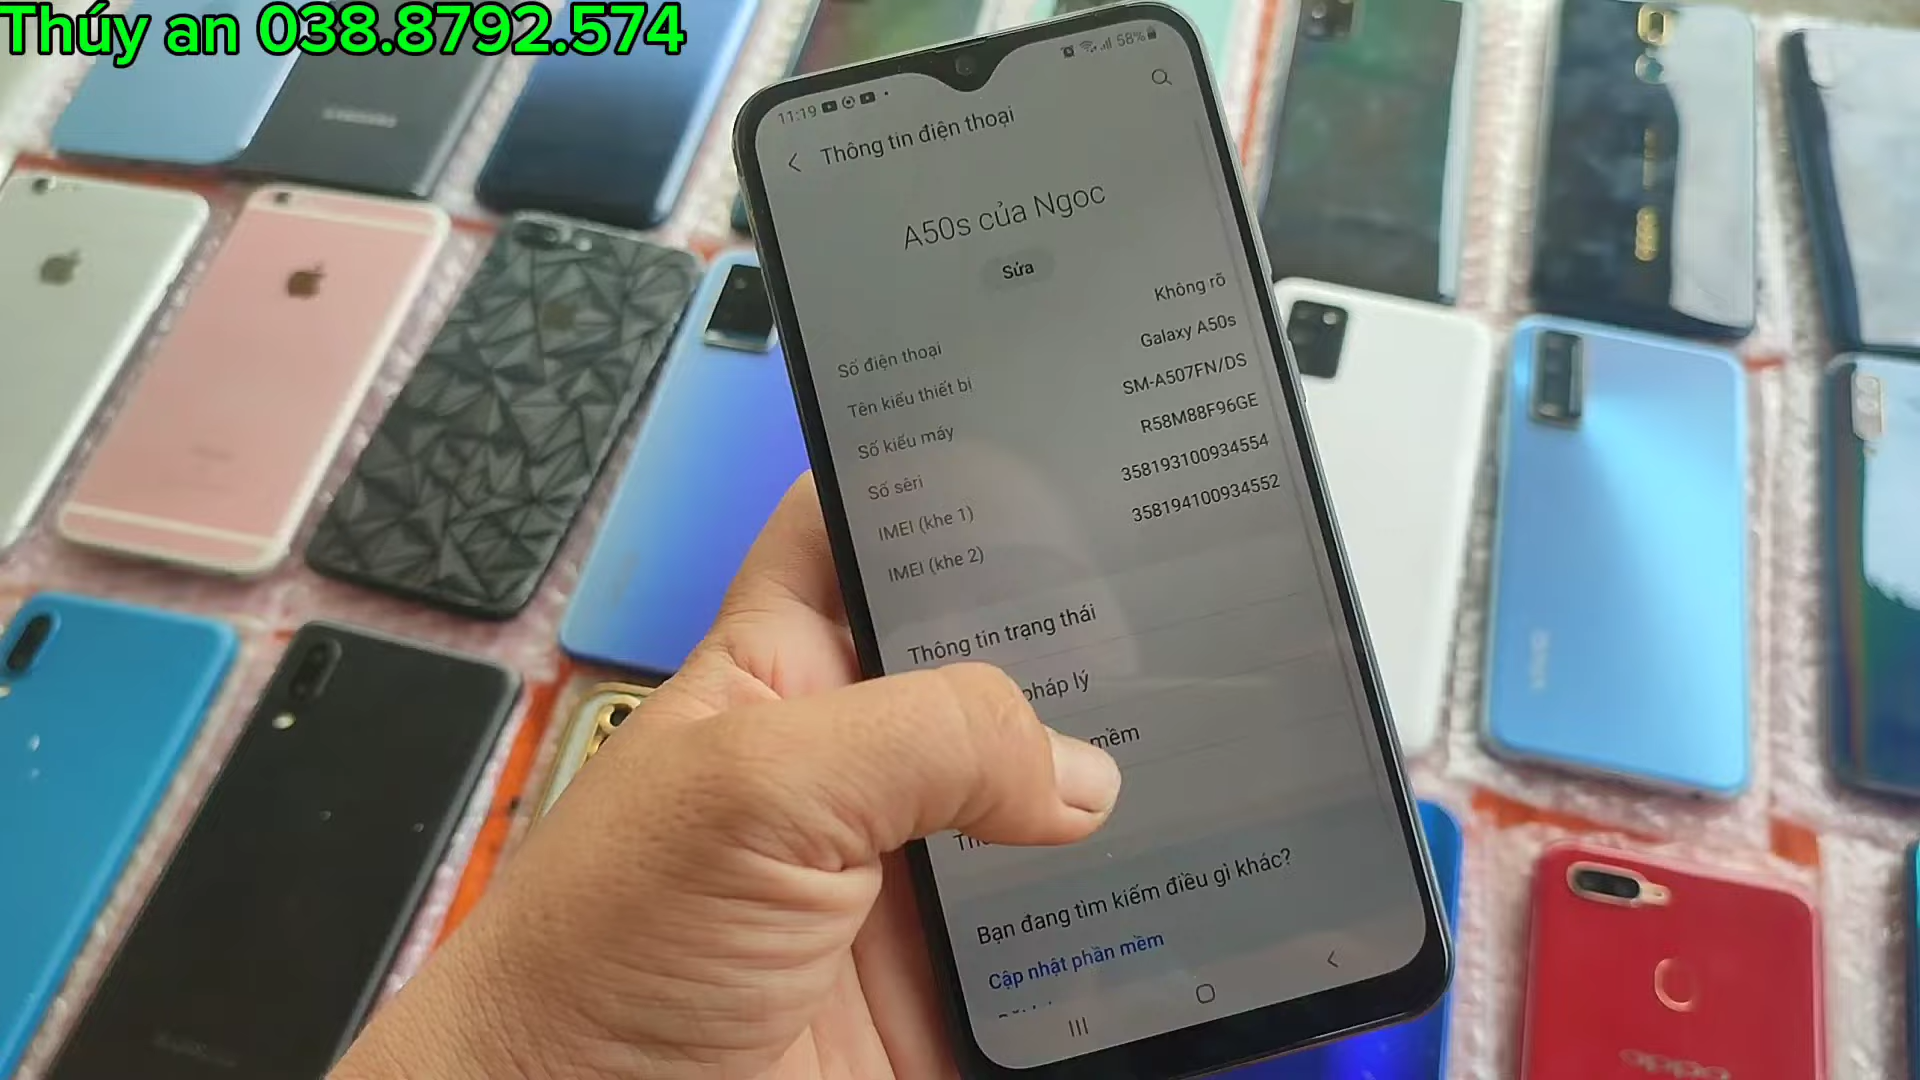 Thúy an 038.8792.574
11:19
58%
Thông tin điện thoại
A50s của Ngoc
Sửa
Số điện thoại Không rõ
Tên kiểu thiết bị Galaxy A50s
Số kiểu máy SM-A507FN/DS
Số sêri R58M88F96GE
IMEI (khe 1) 358193100934554
IMEI (khe 2) 358194100934552
Thông tin trạng thái
pháp lý
mềm
Bạn đang tìm kiếm điều gì khác?
Cập nhật phần mềm
SAMSUNG
oppo